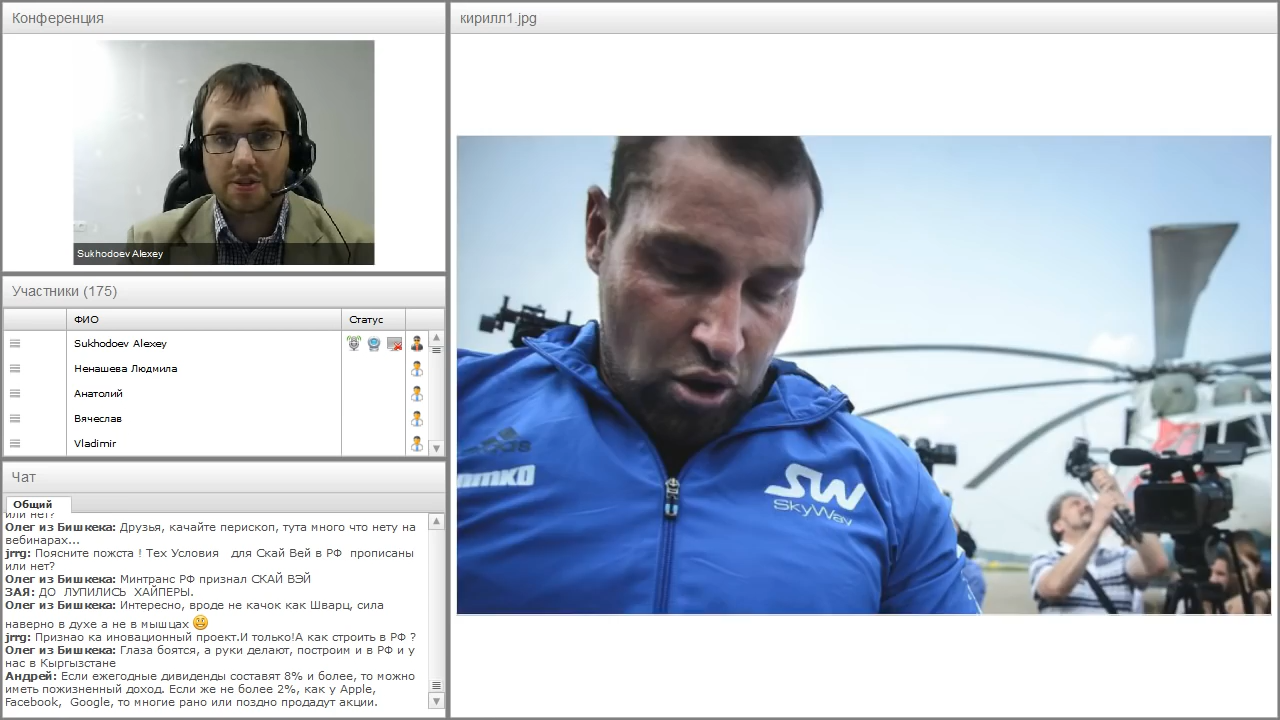 Конференция
Sukhodoev Alexey
Участники (175)
ФИО
Статус
Sukhodoev Alexey
Ненашева Людмила
Анатолий
Вячеслав
Vladimir
Чат
Общий
или нет?
Олег из Бишкека: Друзья, качайте перископ, тута много что нету на
вебинарах...
jrrg: Поясните пожста ! Тех Условия для Скай Вей в РФ прописаны
или нет?
Олег из Бишкека: Минтранс РФ признал СКАЙ ВЭЙ
ЗАЯ: ДО ЛУПИЛИСЬ ХАЙПЕРЫ.
Олег из Бишкека: Интересно, вроде не качок как Шварц, сила
наверно в духе а не в мышцах
jrrg: Признао ка иновационный проект.И только!А как строить в РФ ?
Олег из Бишкека: Глаза боятся, а руки делают, построим и в РФ и у
нас в Кыргызстане
Андрей: Если ежегодные дивиденды составят 8% и более, то можно
иметь пожизненный доход. Если же не более 2%, как у Apple,
Facebook, Google, то многие рано или поздно продадут акции.
кирилл1.jpg
adidas
SW
SkyWay